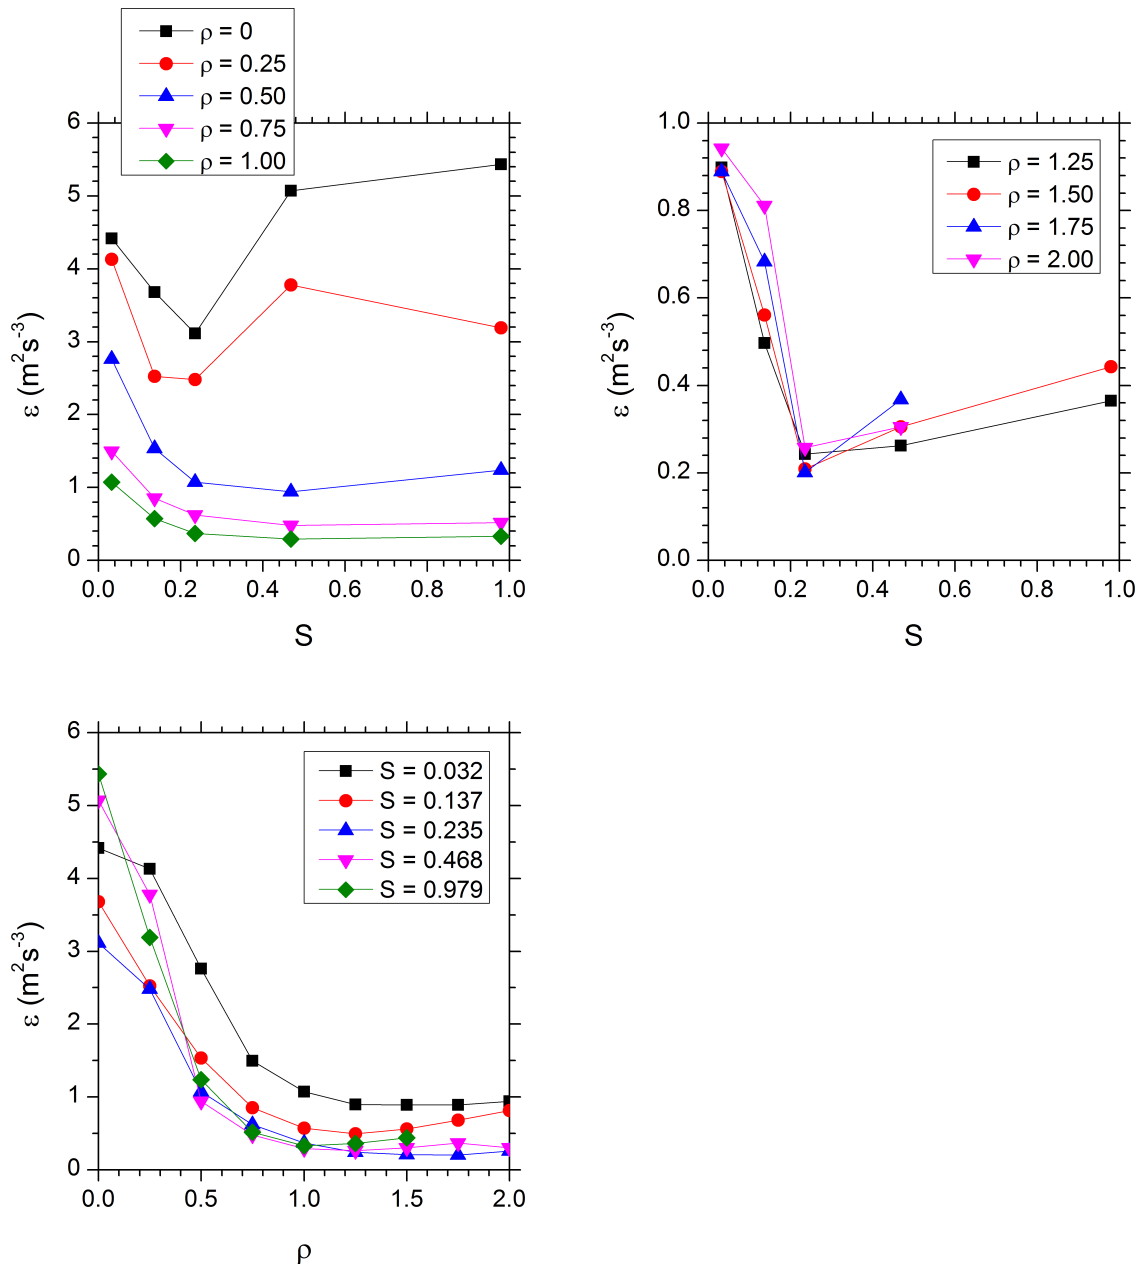 ρ = 0
ρ = 0.25
ρ = 0.50
ρ = 0.75
ρ = 1.00
6
5
4
3
2
1
0
ε (m²s⁻³)
0.0 0.2 0.4 0.6 0.8 1.0
S
ρ = 1.25
ρ = 1.50
ρ = 1.75
ρ = 2.00
1.0
0.8
0.6
0.4
0.2
0.0
ε (m²s⁻³)
0.0 0.2 0.4 0.6 0.8 1.0
S
S = 0.032
S = 0.137
S = 0.235
S = 0.468
S = 0.979
6
5
4
3
2
1
0
ε (m²s⁻³)
0.0 0.5 1.0 1.5 2.0
ρ